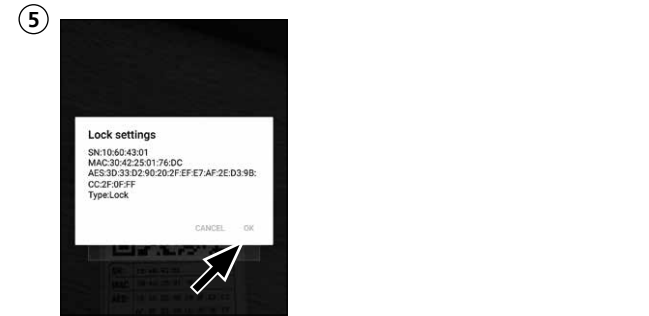 5
Lock settings
SN:10:60:43:01
MAC:30:42:25:01:76:DC
AES:3D:33:D2:90:20:2F:EF:E7:AF:2E:D3:9B:
CC:2F:0F:FF
Type:Lock
CANCEL OK
SN:
MAC
AES: